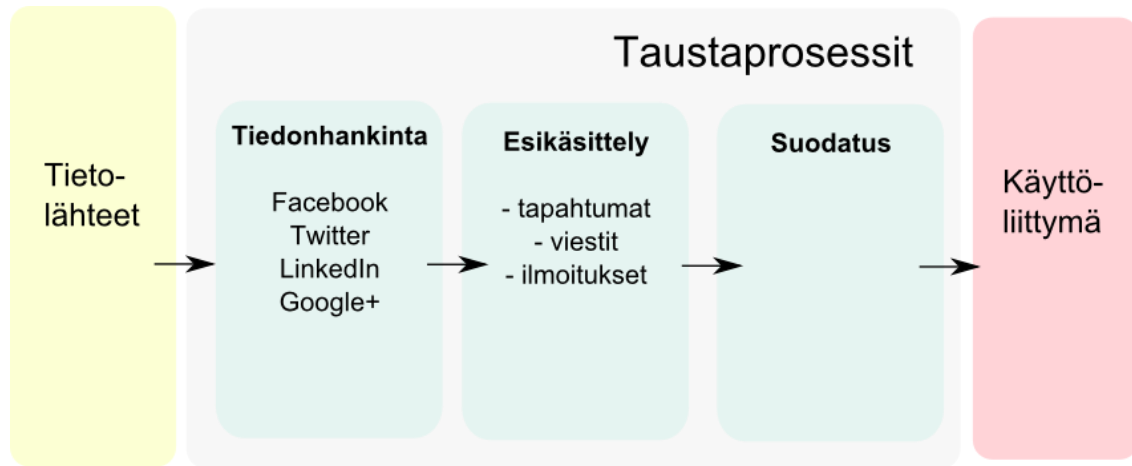 Taustaprosessit
Tieto-
lähteet
Tiedonhankinta
Facebook
Twitter
LinkedIn
Google+
Esikäsittely
- tapahtumat
- viestit
- ilmoitukset
Suodatus
Käyttö-
liittymä